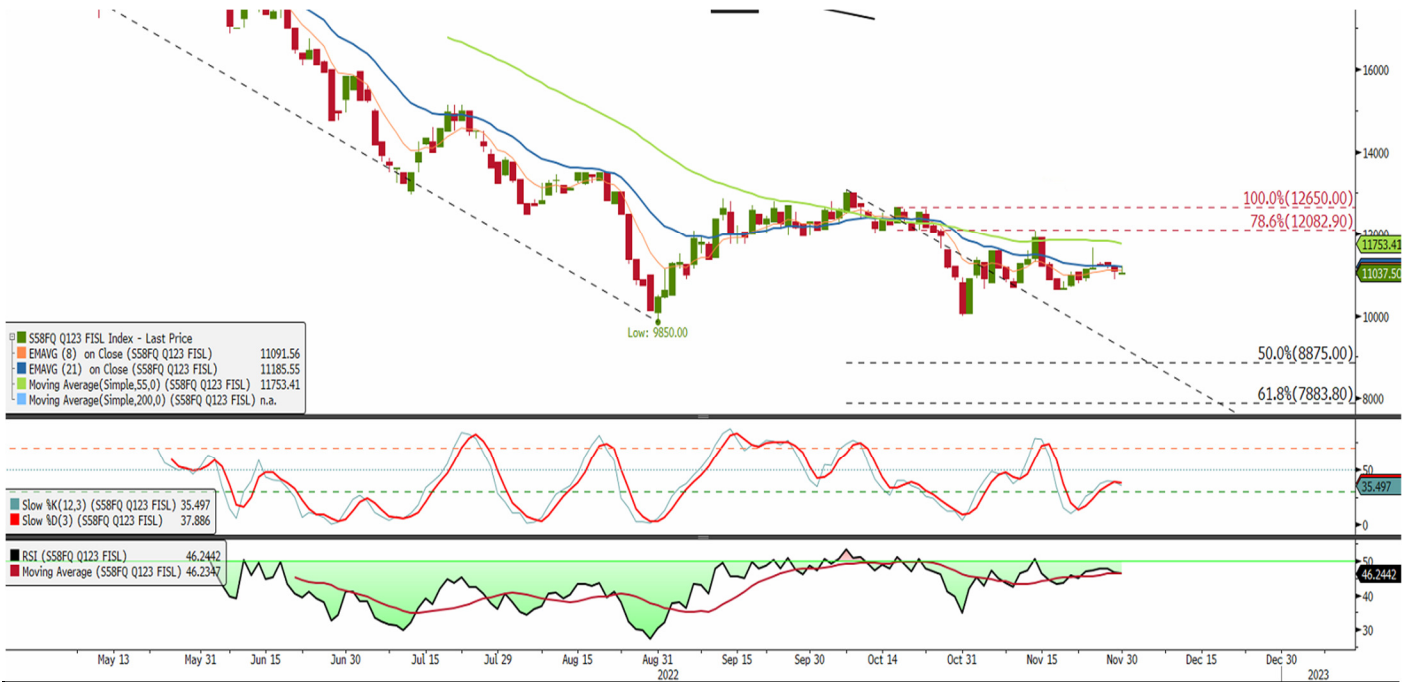 16000
14000
100.0%(12650.00)
78.6%(12082.90)
12000
11753.41
11037.50
10000
Low: 9850.00
50.0%(8875.00)
61.8%(7883.80)
8000
S58FQ Q123 FISL Index - Last Price
EMAVG (8) on Close (S58FQ Q123 FISL) 11091.56
EMAVG (21) on Close (S58FQ Q123 FISL) 11185.55
Moving Average(Simple,55,0) (S58FQ Q123 FISL) 11753.41
Moving Average(Simple,200,0) (S58FQ Q123 FISL) n.a.
50
35.497
0
Slow %K(12,3) (S58FQ Q123 FISL) 35.497
Slow %D(3) (S58FQ Q123 FISL) 37.886
RSI (S58FQ Q123 FISL) 46.2442
Moving Average (S58FQ Q123 FISL) 46.2347
50
46.2442
40
30
May 13 May 31 Jun 15 Jun 30 Jul 15 Jul 29 Aug 15 Aug 31 Sep 15 Sep 30 Oct 14 Oct 31 Nov 15 Nov 30 Dec 15 Dec 30
2022 2023